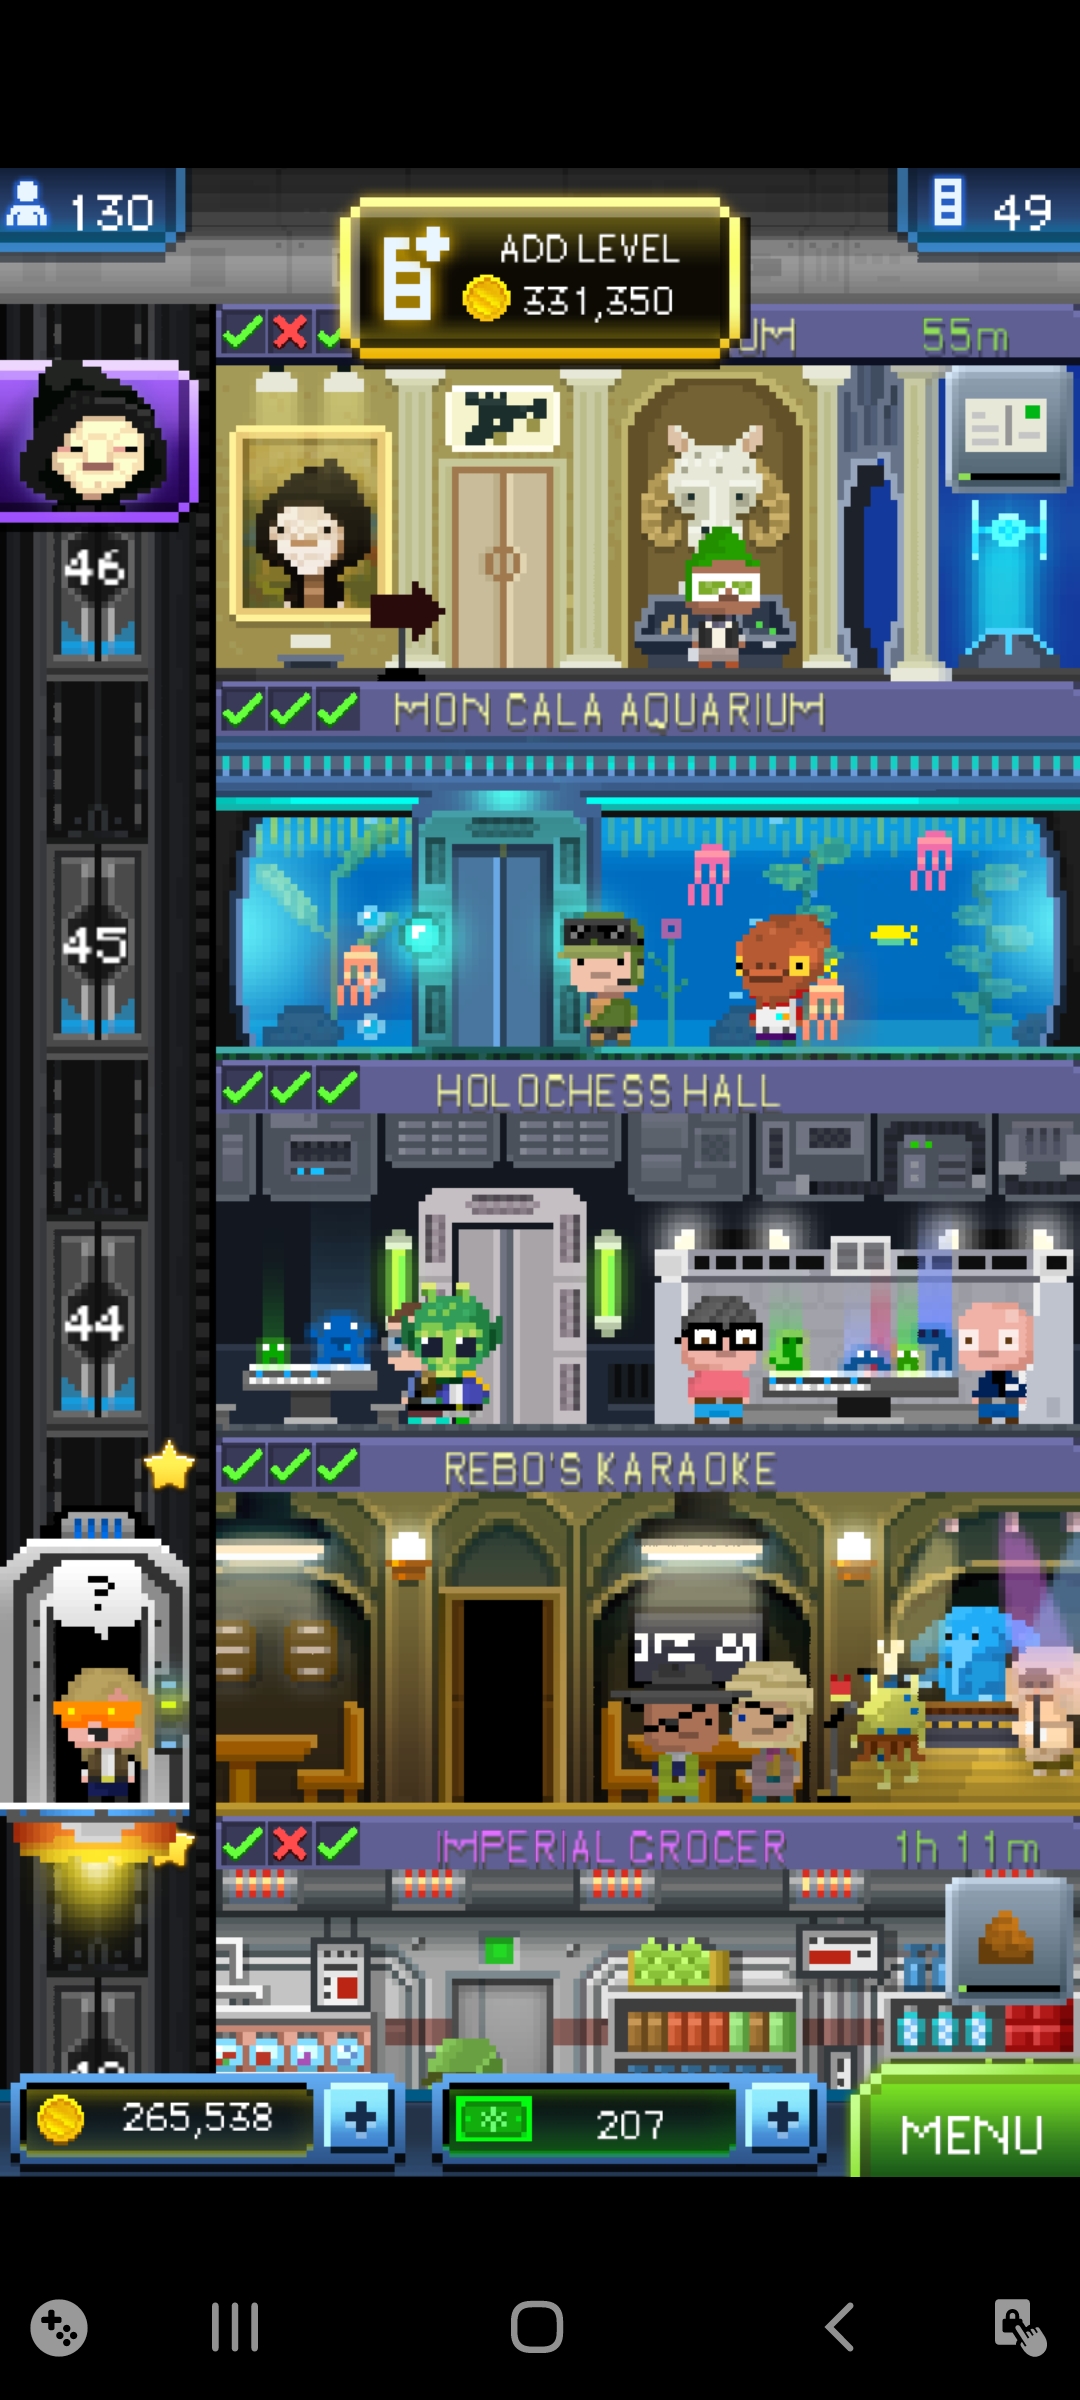 130
49
ADD LEVEL
331,350
UM
55m
46
MON CALA AQUARIUM
45
HOLOCHESS HALL
44
REBO'S KARAOKE
?
IMPERIAL GROCER
1h 11m
265,538
207
MENU